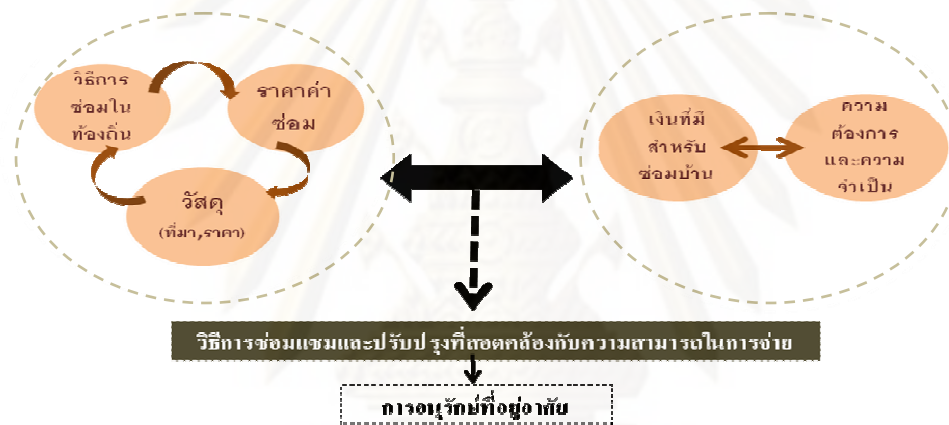 วิธีการ
ซ่อมใน
ท้องถิ่น
ราคาค่า
ซ่อม
วัสดุ
(ที่มา,ราคา)
เงินที่มี
สำหรับ
ซ่อมบ้าน
ความ
ต้องการ
และความ
จำเป็น
วิธีการซ่อมแซมและปรับปรุงที่สอดคล้องกับความสามารถในการจ่าย
การอนุรักษ์ที่อยู่อาศัย